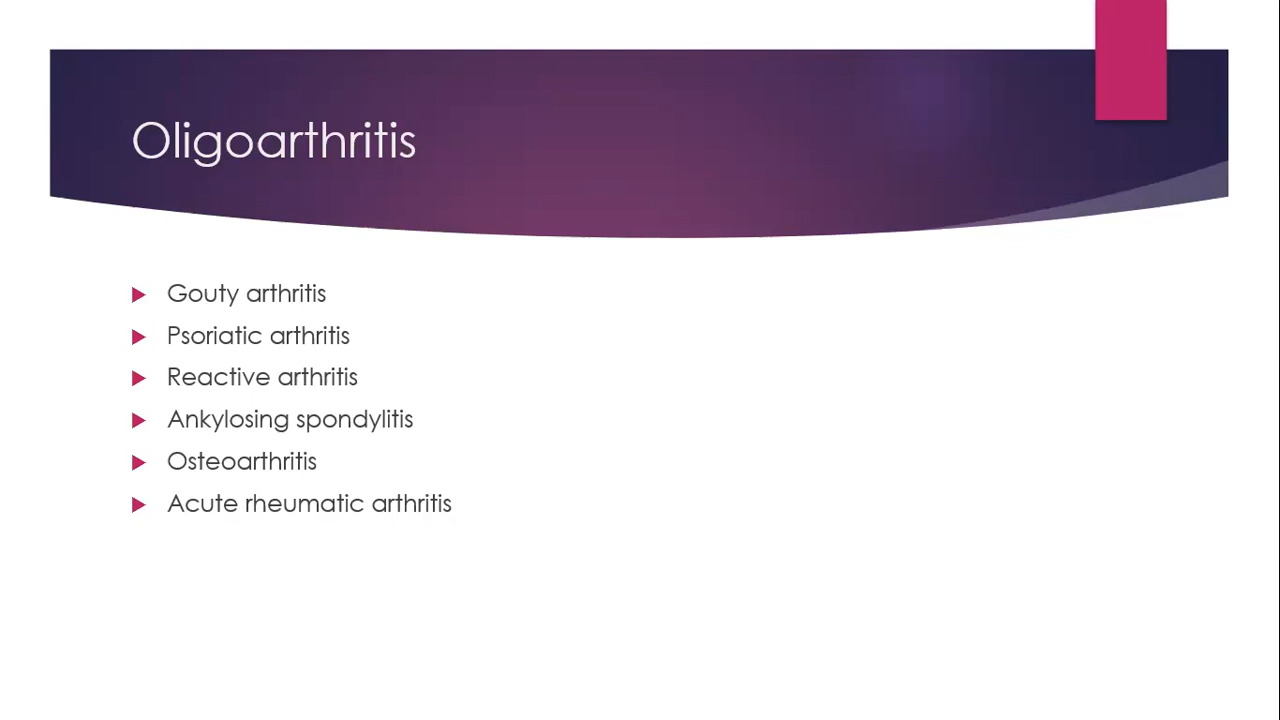 Oligoarthritis
Gouty arthritis
Psoriatic arthritis
Reactive arthritis
Ankylosing spondylitis
Osteoarthritis
Acute rheumatic arthritis